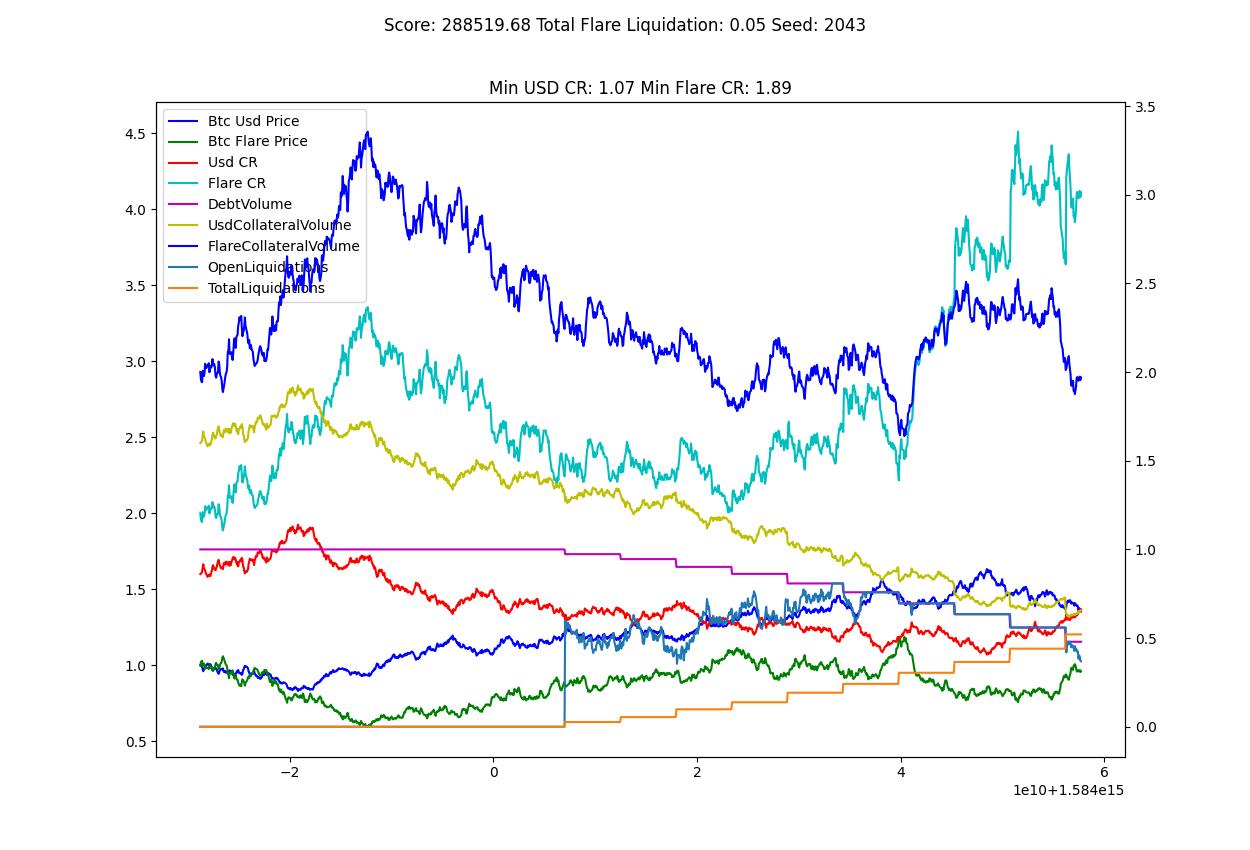 Score: 288519.68 Total Flare Liquidation: 0.05 Seed: 2043
Min USD CR: 1.07 Min Flare CR: 1.89
Btc Usd Price
Btc Flare Price
Usd CR
Flare CR
DebtVolume
UsdCollateralVolume
FlareCollateralVolume
OpenLiquidations
TotalLiquidations
4.5
4.0
3.5
3.0
2.5
2.0
1.5
1.0
0.5
3.5
3.0
2.5
2.0
1.5
1.0
0.5
0.0
−2 0 2 4 6
1e10+1.584e15